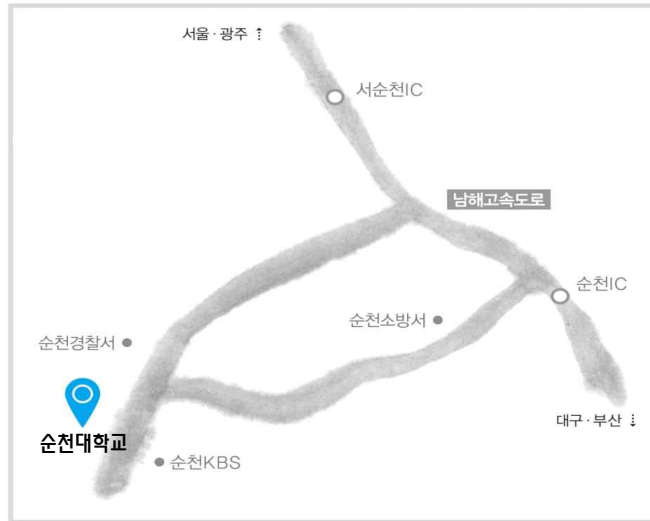 서울·광주 ⇡
서순천IC
남해고속도로
순천IC
순천소방서
순천경찰서
순천대학교
대구·부산 ⇣
순천KBS